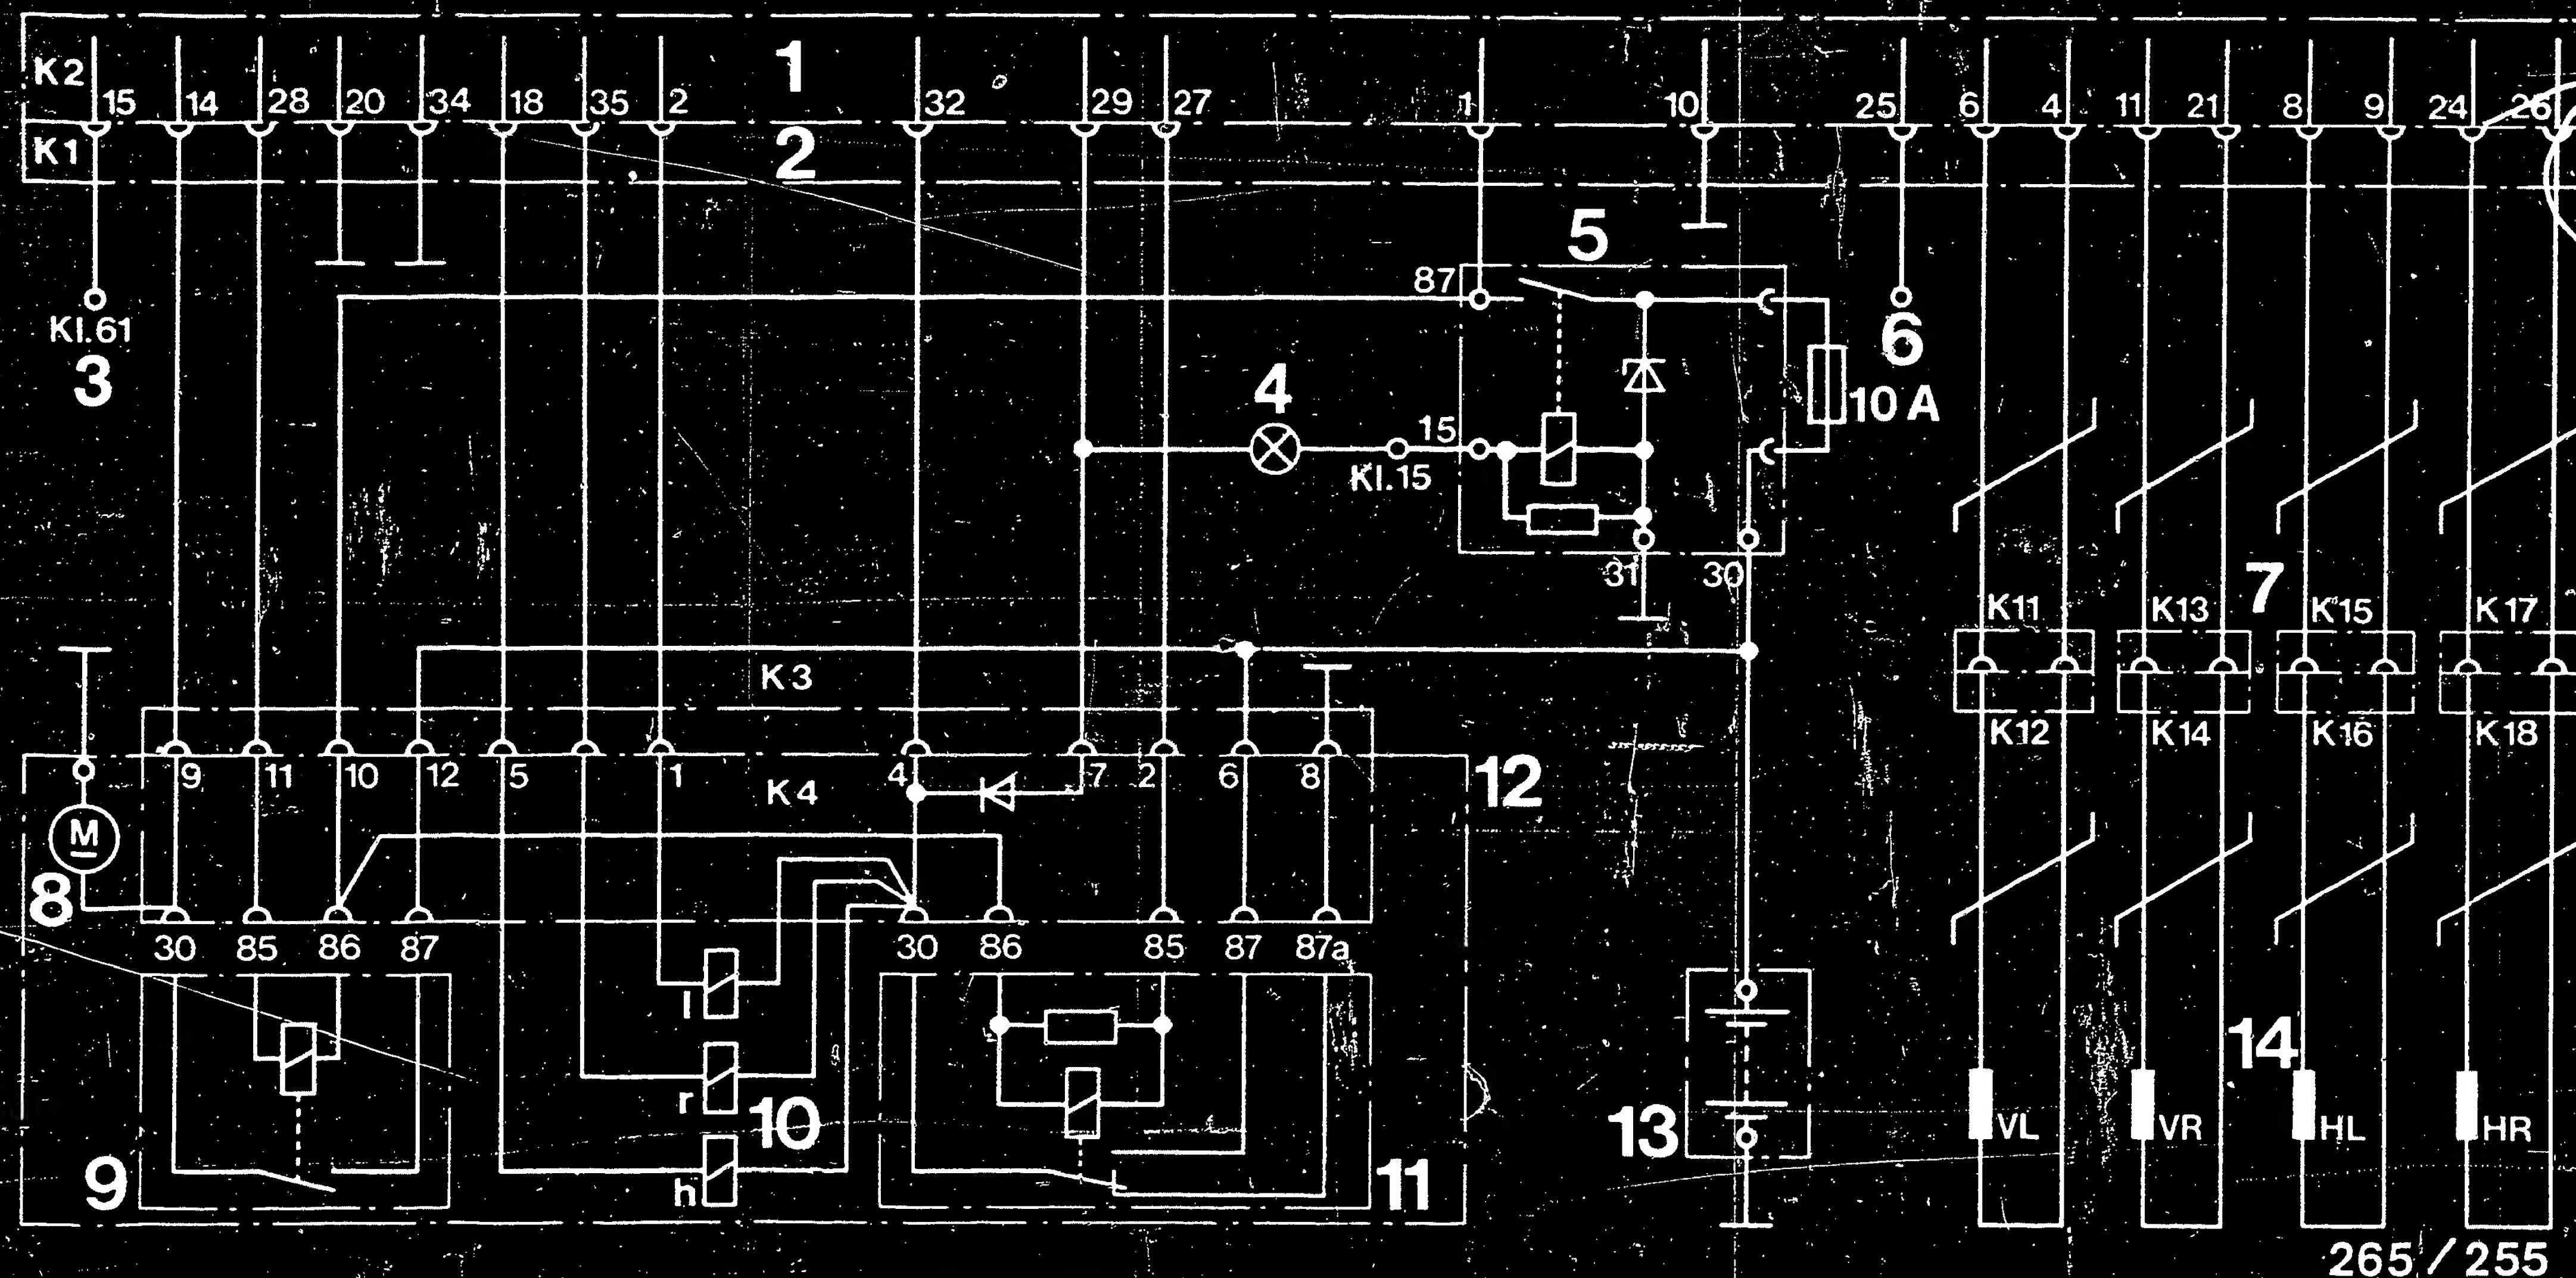 1
K2
15 14 28 20 34 18 35 2 32 29 27 1 10 25 6 4 11 21 8 9 24 26
K1
2
5
87
Kl.61
3
6
4
10 A
15
Kl.15
31 30
7
K11 K13 K15 K17
K3
K12 K14 K16 K18
12
9 11 10 12 5 1 4 7 2 6 8
K4
M
8
30 85 86 87 30 86 85 87 87a
l
14
r
10
13
VL VR HL HR
9
h
11
265/255